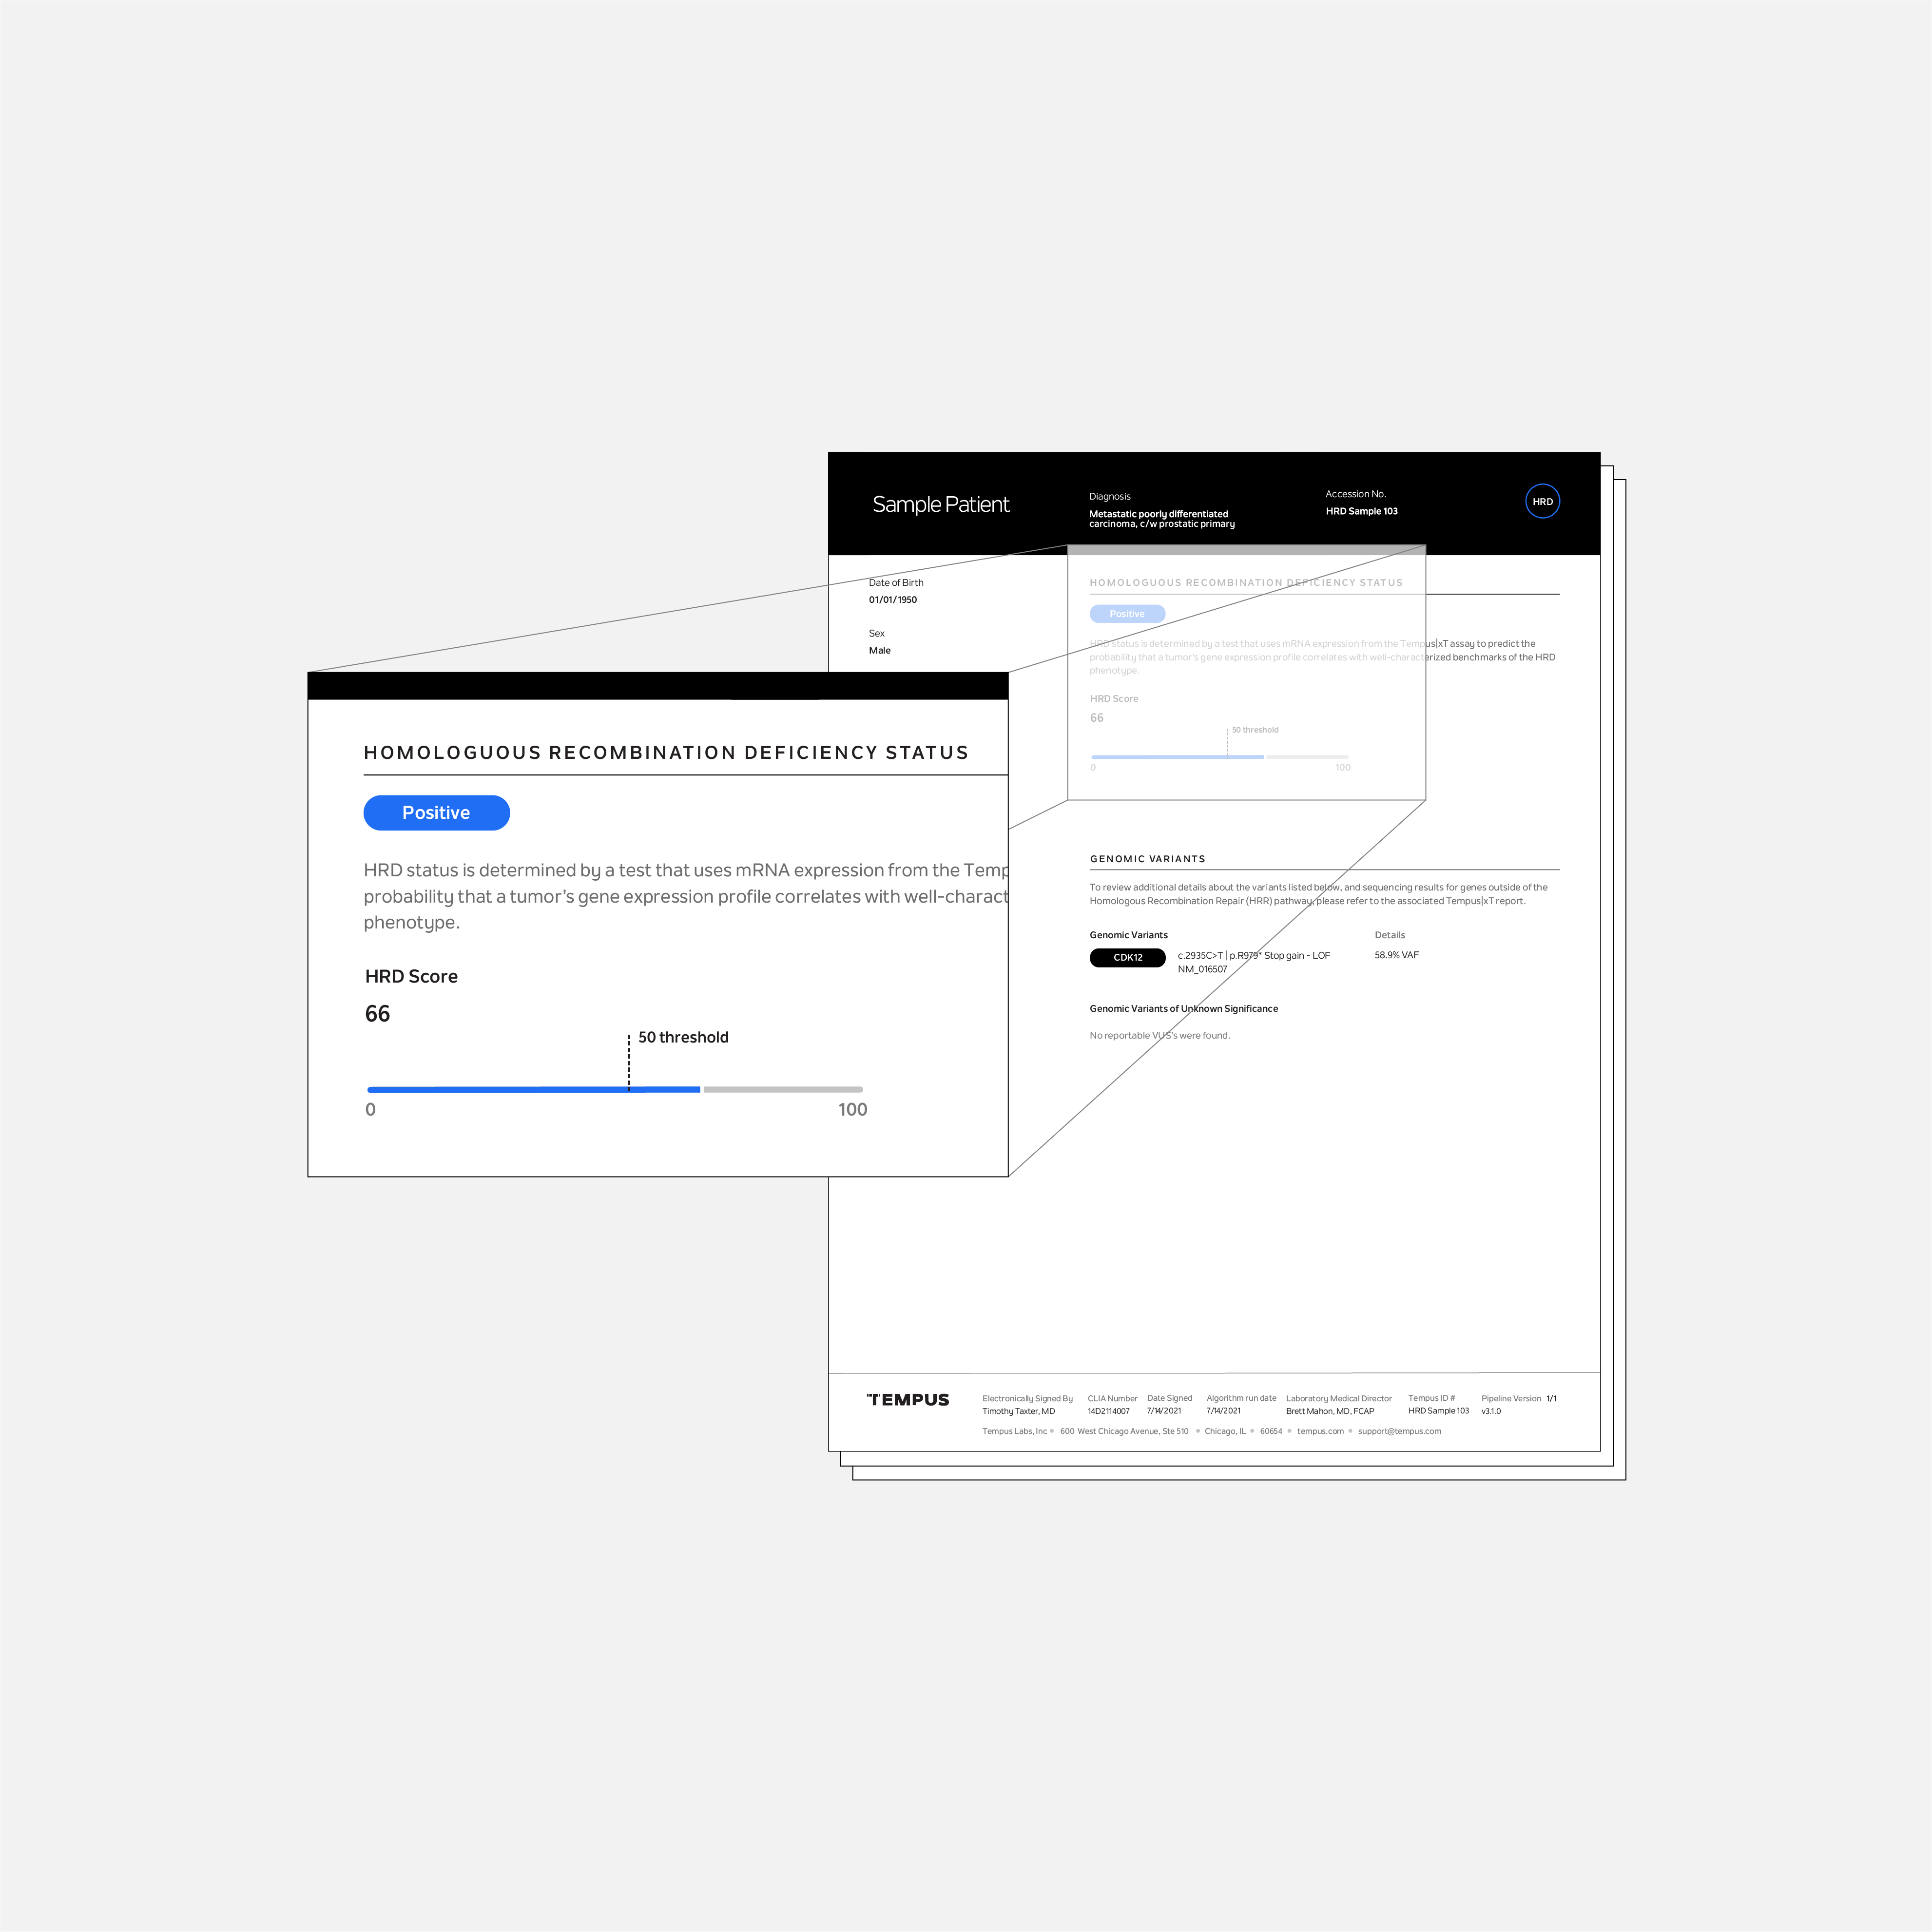 Sample Patient
Diagnosis
Metastatic poorly differentiated
carcinoma, c/w prostatic primary
Accession No.
HRD Sample 103
HRD
Date of Birth
01/01/1950
Sex
Male
HOMOLOGUOUS RECOMBINATION DEFICIENCY STATUS
Positive
HRD status is determined by a test that uses mRNA expression from the Tempus|xT assay to predict the
probability that a tumor's gene expression profile correlates with well-characterized benchmarks of the HRD
phenotype.
HRD Score
66
50 threshold
0 100
HOMOLOGUOUS RECOMBINATION DEFICIENCY STATUS
Positive
HRD status is determined by a test that uses mRNA expression from the Temp
probability that a tumor’s gene expression profile correlates with well-charact
phenotype.
HRD Score
66
50 threshold
0 100
GENOMIC VARIANTS
To review additional details about the variants listed below, and sequencing results for genes outside of the
Homologous Recombination Repair (HRR) pathway, please refer to the associated Tempus|xT report.
Genomic Variants Details
CDK12 c.2935C>T | p.R979* Stop gain - LOF 58.9% VAF
NM_016507
Genomic Variants of Unknown Significance
No reportable VUS's were found.
TEMPUS
Electronically Signed By CLIA Number Date Signed Algorithm run date Laboratory Medical Director Tempus ID # Pipeline Version 1/1
Timothy Taxter, MD 14D2114007 7/14/2021 7/14/2021 Brett Mahon, MD, FCAP HRD Sample 103 v3.1.0
Tempus Labs, Inc • 600 West Chicago Avenue, Ste 510 • Chicago, IL • 60654 • tempus.com • support@tempus.com